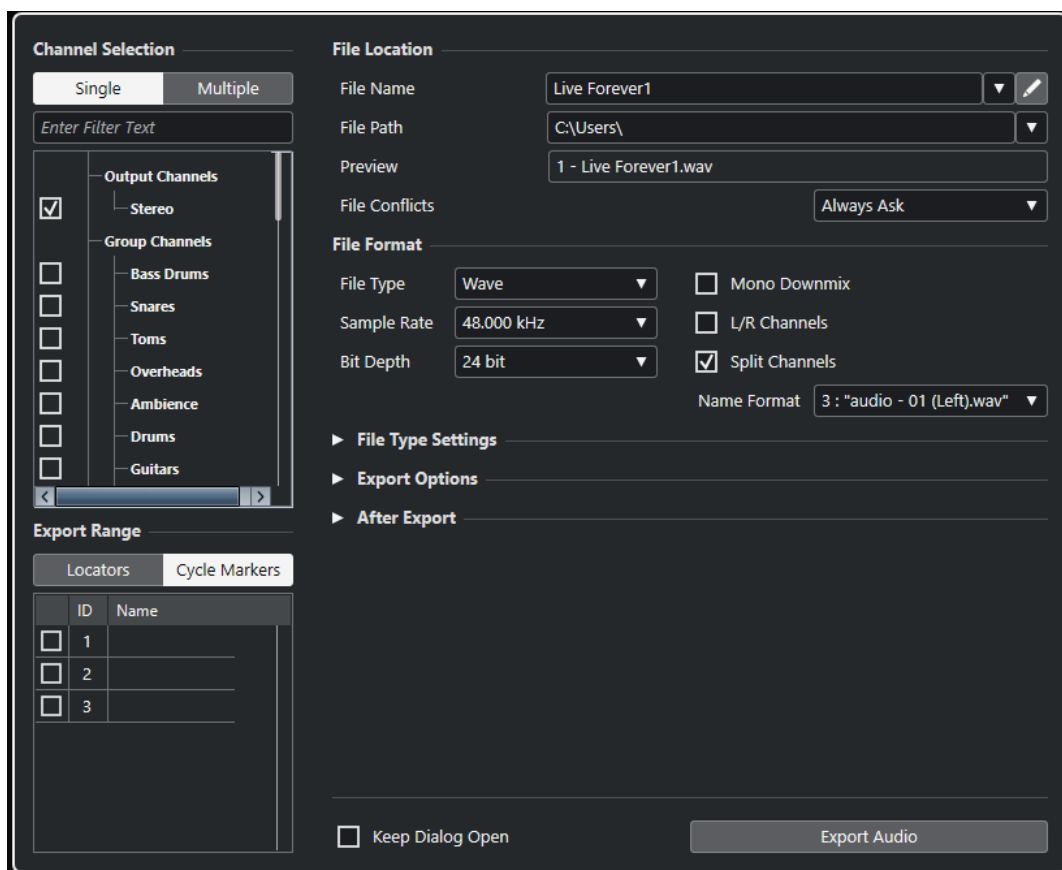 Channel Selection
Single Multiple
Enter Filter Text
Output Channels
Stereo
Group Channels
Bass Drums
Snares
Toms
Overheads
Ambience
Drums
Guitars
Export Range
Locators Cycle Markers
ID Name
1
2
3
File Location
File Name Live Forever1
File Path C:\Users\
Preview 1 - Live Forever1.wav
File Conflicts Always Ask
File Format
File Type Wave Mono Downmix
Sample Rate 48.000 kHz L/R Channels
Bit Depth 24 bit Split Channels
Name Format 3 : "audio - 01 (Left).wav"
File Type Settings
Export Options
After Export
Keep Dialog Open Export Audio